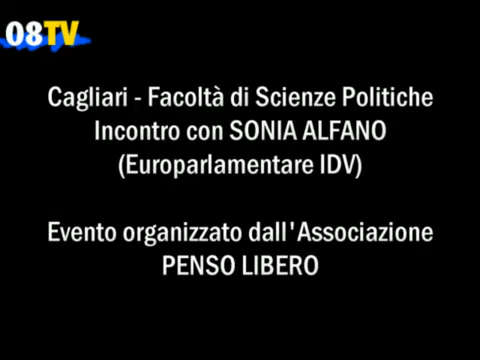 08TV
Cagliari - Facoltà di Scienze Politiche
Incontro con SONIA ALFANO
(Europarlamentare IDV)
Evento organizzato dall'Associazione
PENSO LIBERO